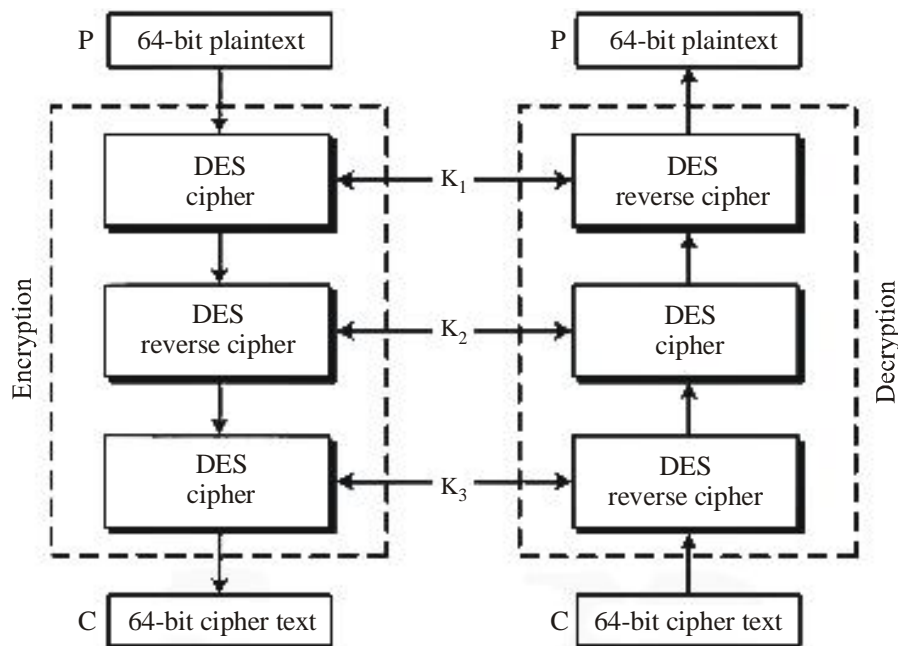 P 64-bit plaintext
P 64-bit plaintext
Encryption
DES
cipher
K1
DES
reverse cipher
DES
reverse cipher
K2
DES
cipher
DES
cipher
K3
DES
reverse cipher
Decryption
C 64-bit cipher text
C 64-bit cipher text